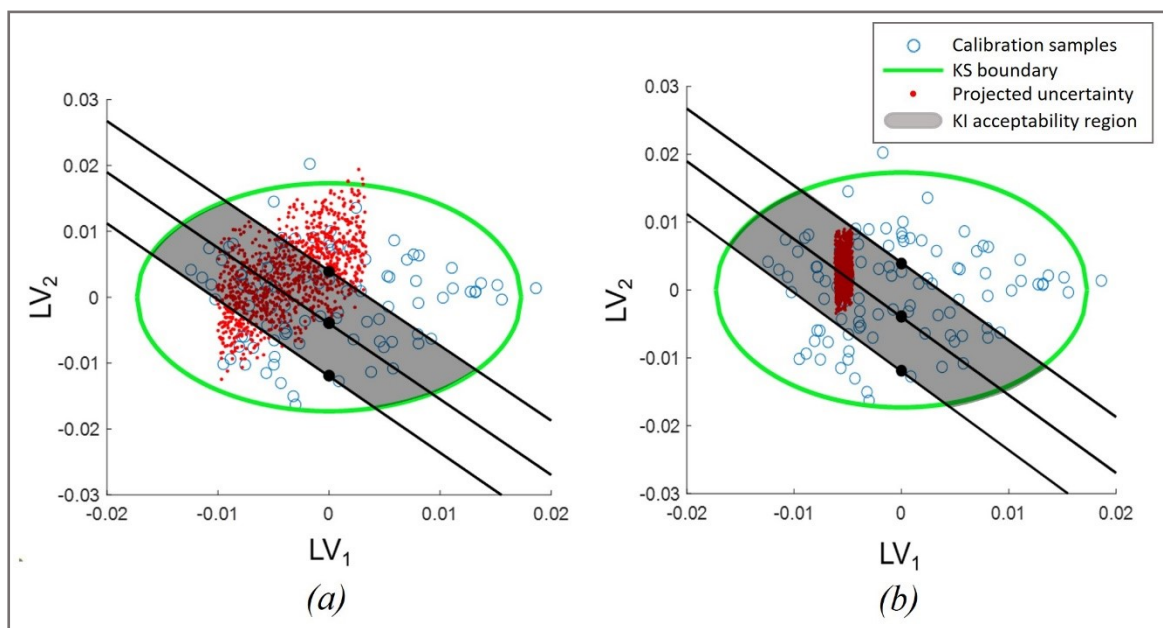 Calibration samples
KS boundary
Projected uncertainty
KI acceptability region
0.03
0.02
0.01
0
-0.01
-0.02
-0.03
LV2
-0.02
-0.01
0
0.01
0.02
LV1
(a)
0.03
0.02
0.01
0
-0.01
-0.02
-0.03
LV2
-0.02
-0.01
0
0.01
0.02
LV1
(b)